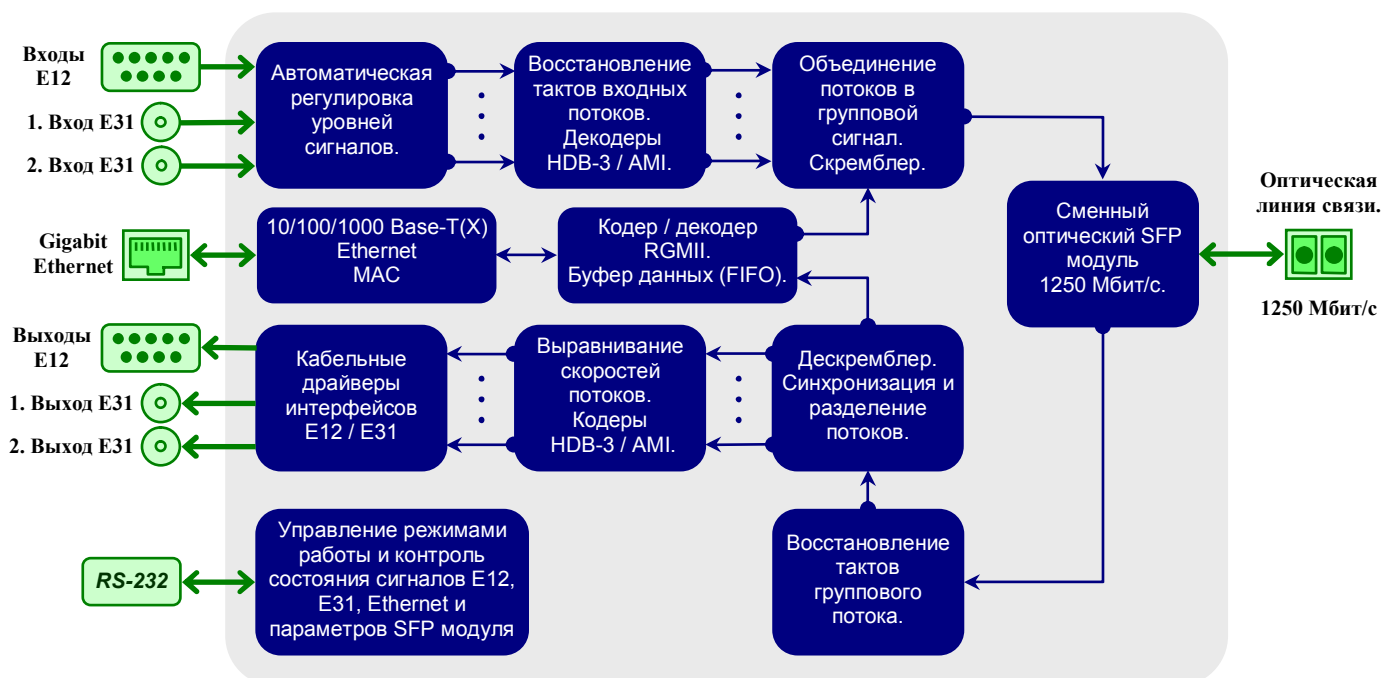 Входы
E12
1. Вход E31
2. Вход E31
Автоматическая
регулировка
уровней
сигналов.
Восстановление
тактов входных
потоков.
Декодеры
HDB-3 / AMI.
Объединение
потоков в
групповой
сигнал.
Скремблер.
Gigabit
Ethernet
10/100/1000 Base-T(X)
Ethernet
MAC
Кодер / декодер
RGMII.
Буфер данных (FIFO).
Сменный
оптический SFP
модуль
1250 Мбит/с.
Оптическая
линия связи.
1250 Мбит/с
Выходы
E12
1. Выход E31
2. Выход E31
Кабельные
драйверы
интерфейсов
E12 / E31
Выравнивание
скоростей
потоков.
Кодеры
HDB-3 / AMI.
Дескремблер.
Синхронизация и
разделение
потоков.
RS-232
Управление режимами
работы и контроль
состояния сигналов E12,
E31, Ethernet и
параметров SFP модуля
Восстановление
тактов
группового
потока.